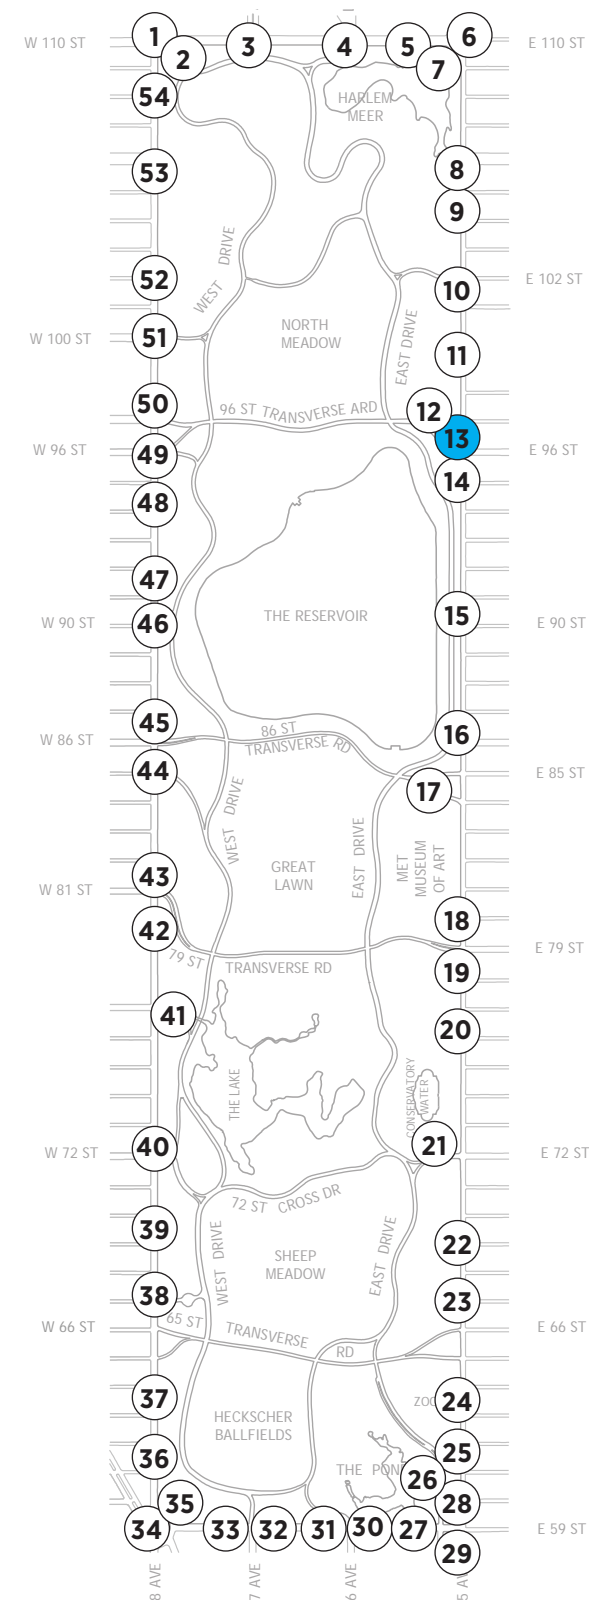 1
2
3
4
5
6
7
W 110 ST
E 110 ST
54
HARLEM
MEER
53
8
9
WEST DRIVE
52
10
E 102 ST
W 100 ST
51
NORTH
MEADOW
EAST DRIVE
11
50
96 ST TRANSVERSE ARD
12
13
W 96 ST
49
E 96 ST
14
48
47
W 90 ST
46
THE RESERVOIR
15
E 90 ST
45
W 86 ST
86 ST
TRANSVERSE RD
16
44
E 85 ST
17
WEST DRIVE
EAST DRIVE
MET
MUSEUM
OF ART
GREAT
LAWN
43
W 81 ST
42
18
79 ST
TRANSVERSE RD
E 79 ST
19
41
20
THE LAKE
CONSERVATORY
WATER
W 72 ST
40
21
E 72 ST
72 ST CROSS DR
39
WEST DRIVE
SHEEP
MEADOW
EAST DRIVE
22
38
23
W 66 ST
65 ST
TRANSVERSE
RD
E 66 ST
37
HECKSCHER
BALLFIELDS
ZOO
24
36
25
THE PON
26
35
28
34
33
32
31
30
27
E 59 ST
29
8 AVE
7 AVE
6 AVE
5 AV